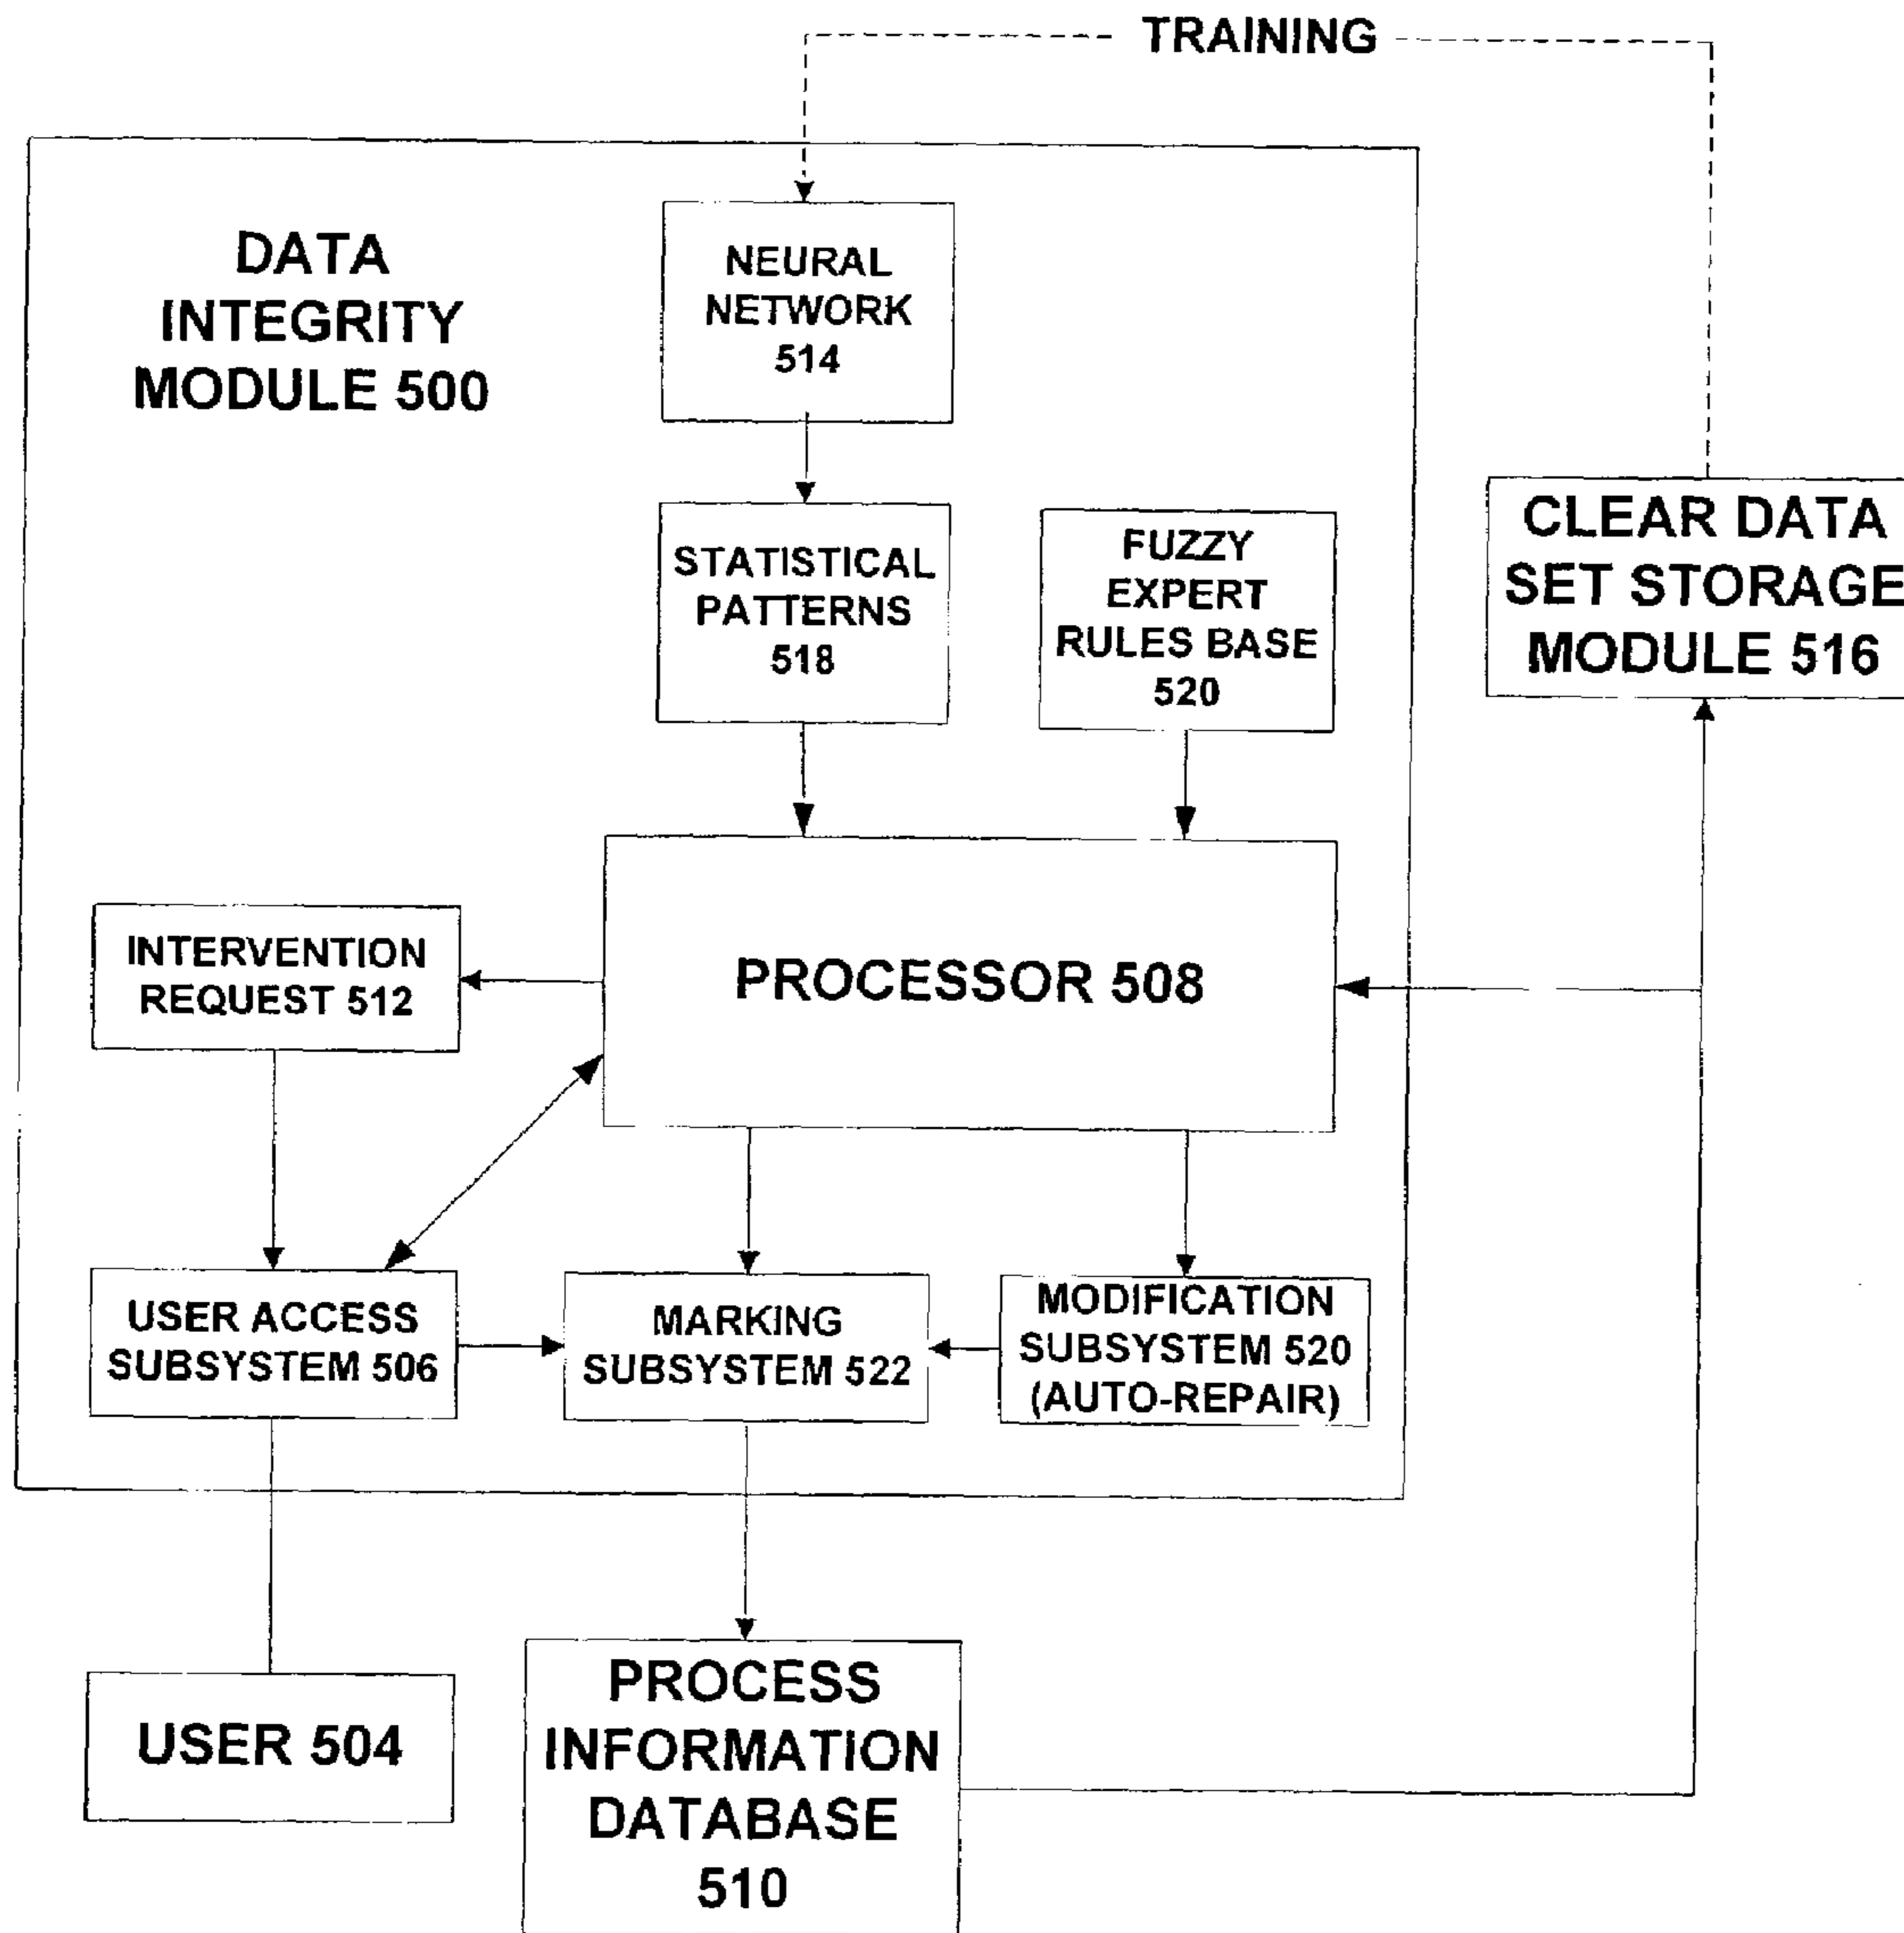 TRAINING
DATA
INTEGRITY
MODULE 500
NEURAL
NETWORK
514
STATISTICAL
PATTERNS
518
FUZZY
EXPERT
RULES BASE
520
CLEAR DATA
SET STORAGE
MODULE 516
INTERVENTION
REQUEST 512
PROCESSOR 508
USER ACCESS
SUBSYSTEM 506
MARKING
SUBSYSTEM 522
MODIFICATION
SUBSYSTEM 520
(AUTO-REPAIR)
USER 504
PROCESS
INFORMATION
DATABASE
510